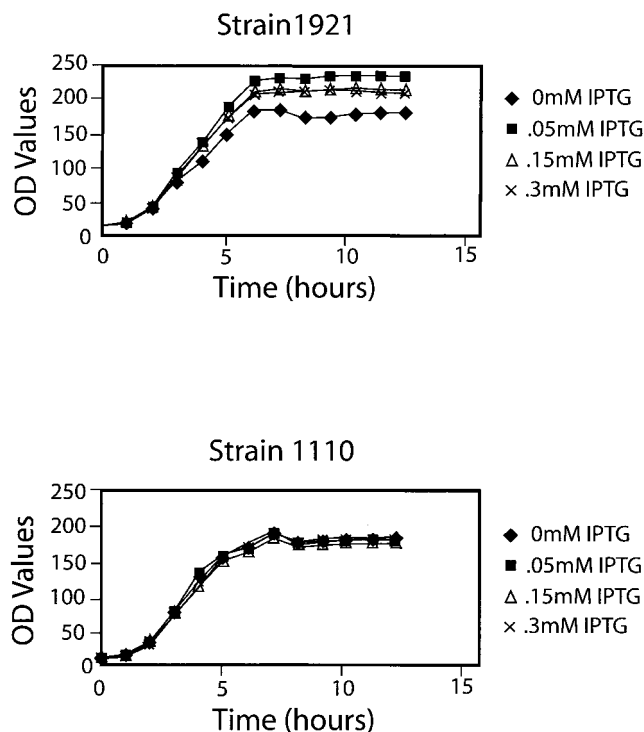 Strain1921
OD Values
250
200
150
100
50
0
0 5 10 15
Time (hours)
0mM IPTG
.05mM IPTG
.15mM IPTG
.3mM IPTG
Strain 1110
OD Values
250
200
150
100
50
0
0 5 10 15
Time (hours)
0mM IPTG
.05mM IPTG
.15mM IPTG
.3mM IPTG